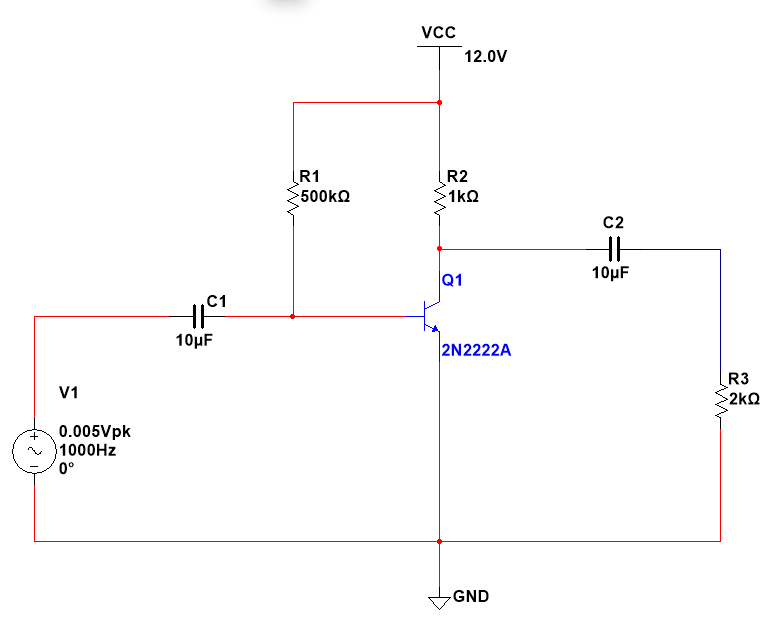 VCC
12.0V
R1
500kΩ
R2
1kΩ
C2
10µF
Q1
2N2222A
C1
10µF
R3
2kΩ
V1
0.005Vpk
1000Hz
0°
GND